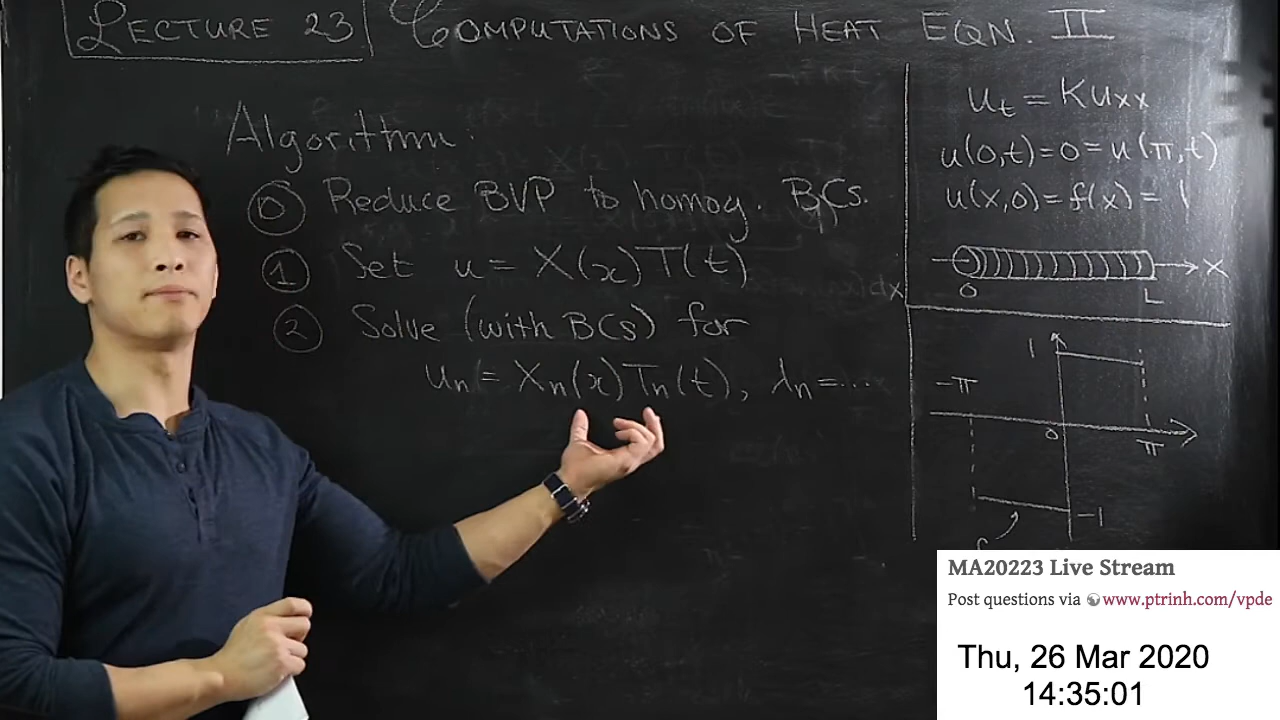 LECTURE 23 COMPUTATIONS OF HEAT EQN. II
Algorithm:
⓪ Reduce BVP to homog. BCs.
① Set u = X(x)T(t)
② Solve (with BCs) for
un = Xn(x)Tn(t), λn = ...
ut = Kuxx
u(0,t) = 0 = u(π,t)
u(x,0) = f(x) = 1
x
0 L
1
-π
0
π
-1
MA20223 Live Stream
Post questions via www.ptrinh.com/vpde
Thu, 26 Mar 2020
14:35:01